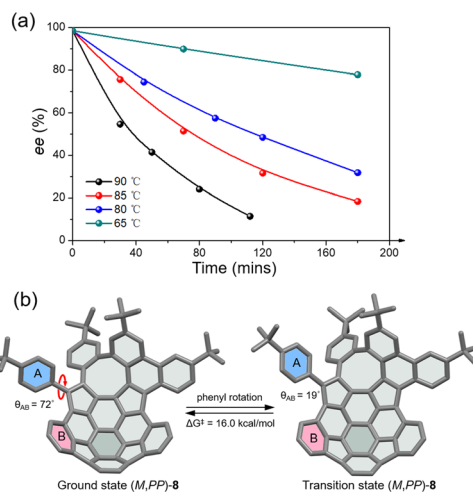 (a)
100
80
60
40
20
0
ee (%)
90 ℃
85 ℃
80 ℃
65 ℃
0 40 80 120 160 200
Time (mins)
(b)
A
A
θAB = 72°
θAB = 19°
phenyl rotation
ΔG‡ = 16.0 kcal/mol
B
B
Ground state (M,PP)-8
Transition state (M,PP)-8